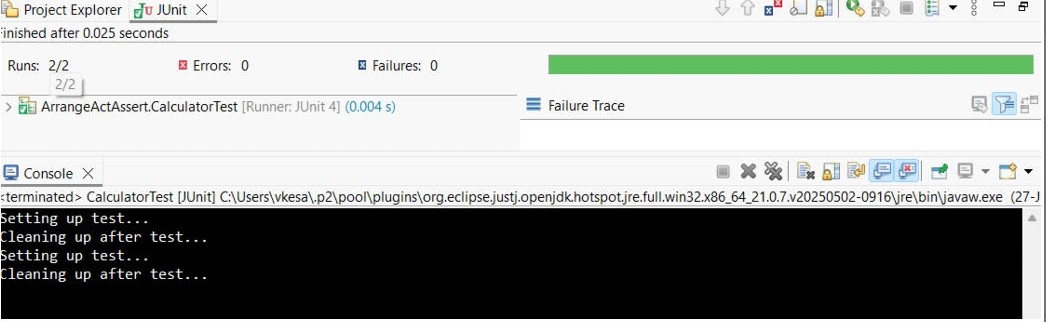 Project Explorer JUnit
Finished after 0.025 seconds
Runs: 2/2 Errors: 0 Failures: 0
2/2
ArrangeActAssert.CalculatorTest [Runner: JUnit 4] (0.004 s)
Failure Trace
Console
<terminated> CalculatorTest [JUnit] C:\Users\vkesa\.p2\pool\plugins\org.eclipse.justj.openjdk.hotspot.jre.full.win32.x86_64_21.0.7.v20250502-0916\jre\bin\javaw.exe (27-J
Setting up test...
Cleaning up after test...
Setting up test...
Cleaning up after test...